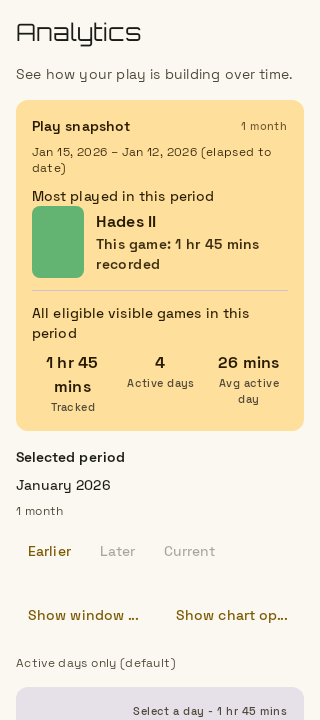 Analytics
See how your play is building over time.
Play snapshot
1 month
Jan 15, 2026 – Jan 12, 2026 (elapsed to
date)
Most played in this period
Hades II
This game: 1 hr 45 mins
recorded
All eligible visible games in this
period
1 hr 45
mins
Tracked
4
Active days
26 mins
Avg active
day
Selected period
January 2026
1 month
Earlier
Later
Current
Show window ...
Show chart op...
Active days only (default)
Select a day - 1 hr 45 mins